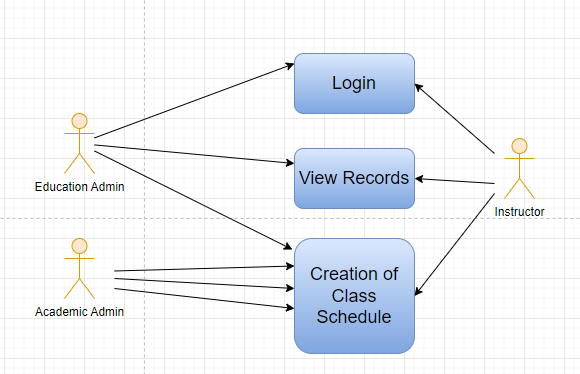 Login
Education Admin
View Records
Instructor
Academic Admin
Creation of
Class
Schedule